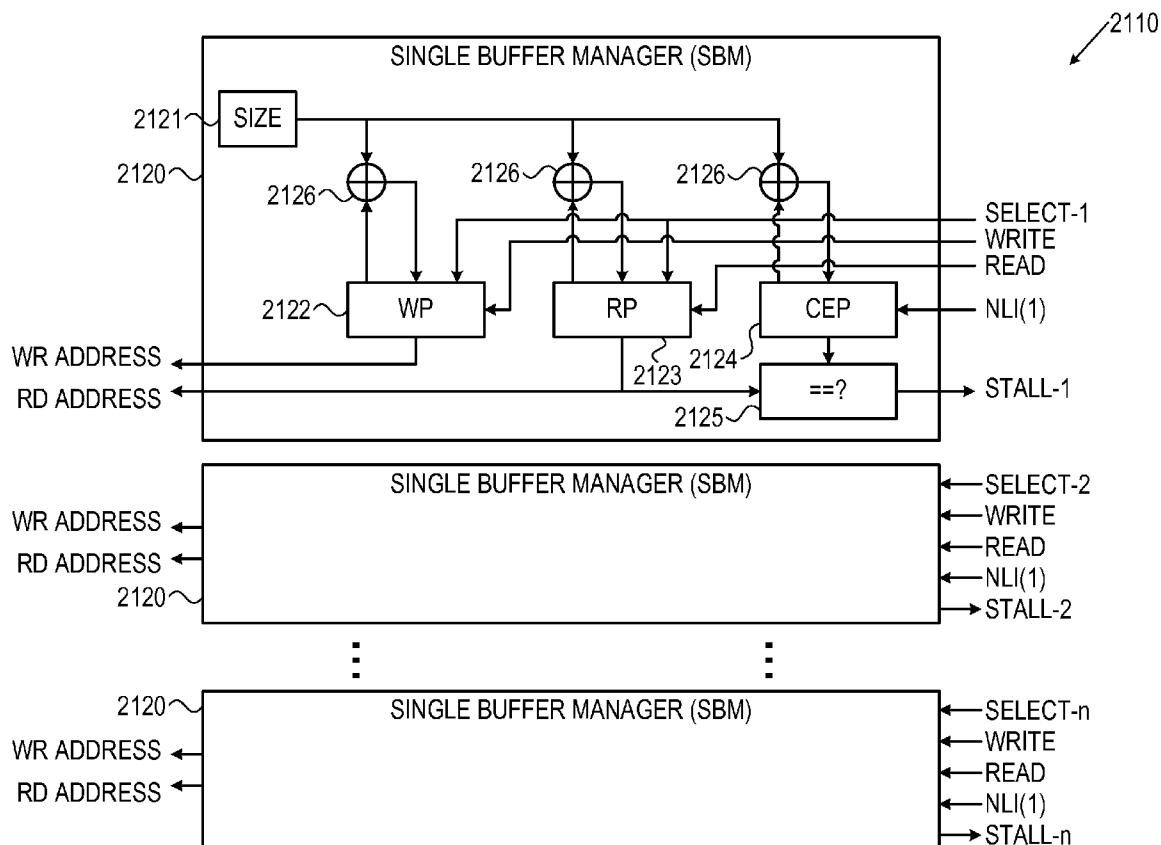 2110
SINGLE BUFFER MANAGER (SBM)
2121 SIZE
2120
2126 2126 2126
SELECT-1
WRITE
READ
2122 WP RP CEP NLI(1)
WR ADDRESS 2123 2124
RD ADDRESS ==? STALL-1
2125
SINGLE BUFFER MANAGER (SBM)
SELECT-2
WR ADDRESS WRITE
RD ADDRESS READ
2120 NLI(1)
STALL-2
2120 SINGLE BUFFER MANAGER (SBM)
SELECT-n
WR ADDRESS WRITE
RD ADDRESS READ
NLI(1)
STALL-n